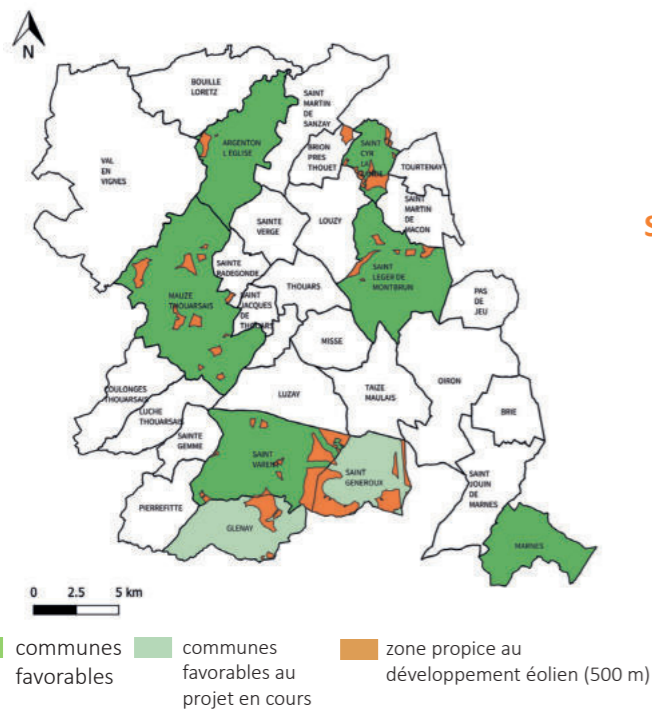 N
BOUILLE
LORETZ
SAINT
MARTIN
DE
SANZAY
ARGENTON
L EGLISE
SAINT
CYR
LA
BRION
PRES
THOUET
TOURTENAY
VAL
EN
VIGNES
SAINTE
VERGE
LOUZY
SAINT
MARTIN
DE
MACON
S
SAINTE
RADEGONDE
SAINT
LEGER DE
MONTBRUN
THOUARS
MAUZE
THOUARSAIS
SAINT
JACQUES
DE
THOUARS
PAS
DE
JEU
MISSE
OIRON
COULONGES
THOUARSAIS
LUZAY
TAIZE
MAULAIS
BRIE
LUCHE
THOUARSAIS
SAINTE
GEMME
SAINT
VARENT
SAINT
GENEROUX
SAINT
JOUIN
DE
MARNES
PIERREFITTE
GLENAY
MARNES
0 2.5 5 km
communes
favorables
communes
favorables au
projet en cours
zone propice au
développement éolien (500 m)